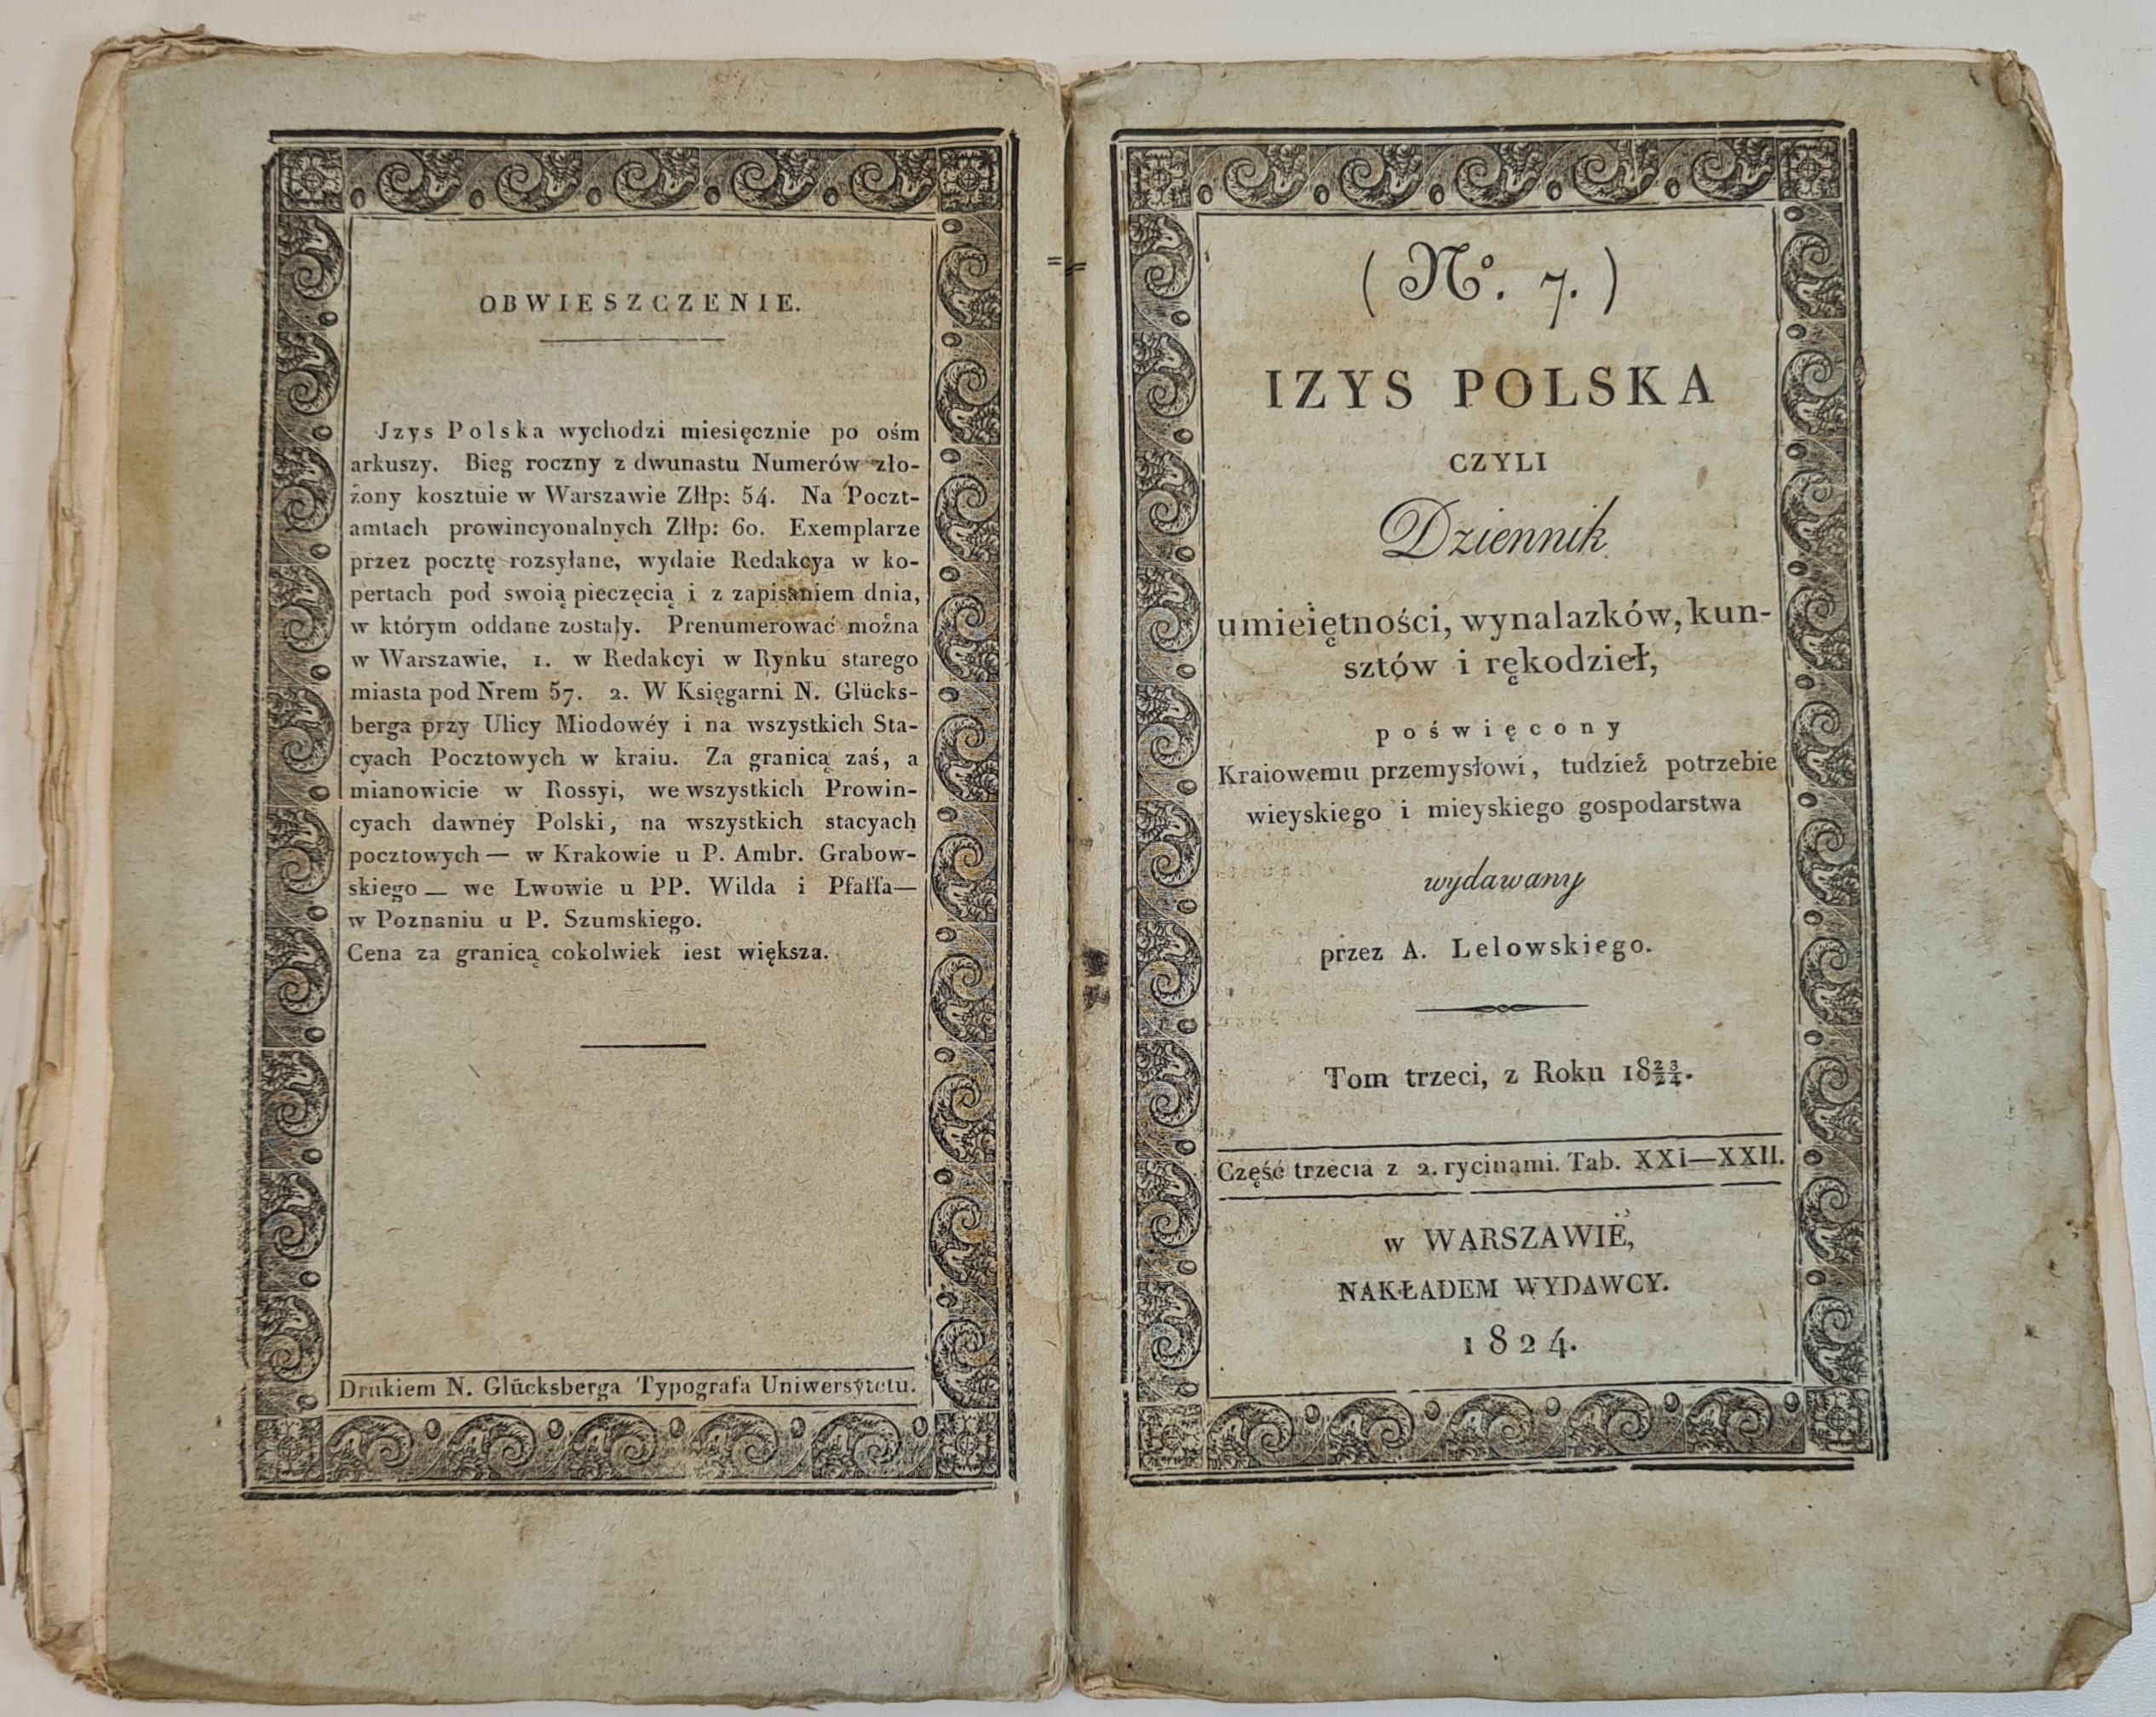 OBWIESZCZENIE.
Jzys Polska wychodzi miesięcznie po ośm
arkuszy. Bieg roczny z dwunastu Numerów zło-
żony kosztuie w Warszawie Złłp: 54. Na Poczt-
amtach prowincyonalnych Złłp: 60. Exemplarze
przez pocztę rozsyłane, wydaie Redakcya w ko-
pertach pod swoią pieczęcią i z zapisaniem dnia,
w którym oddane zostały. Prenumerować można
w Warszawie, 1. w Redakcyi w Rynku starego
miasta pod Nrem 57. 2. W Księgarni N. Glücks-
berga przy Ulicy Miodowéy i na wszystkich Sta-
cyach Pocztowych w kraiu. Za granicą zaś, a
mianowicie w Rossyi, we wszystkich Prowin-
cyach dawnéy Polski, na wszystkich stacyach
pocztowych — w Krakowie u P. Ambr. Grabow-
skiego — we Lwowie u PP. Wilda i Pfaffa—
w Poznaniu u P. Szumskiego.
Cena za granicą cokolwiek iest większa.
Drukiem N. Glücksberga Typografa Uniwersytetu.
(No. 7.)
IZYS POLSKA
CZYLI
Dziennik
umieiętności, wynalazków, kun-
sztów i rękodzieł,
poświęcony
Kraiowemu przemysłowi, tudzież potrzebie
wieyskiego i mieyskiego gospodarstwa
wydawany
przez A. Lelowskiego.
Tom trzeci, z Roku 18 23/24.
Część trzecia z 2. rycinami. Tab. XXI—XXII.
w WARSZAWIE,
NAKŁADEM WYDAWCY.
1824.